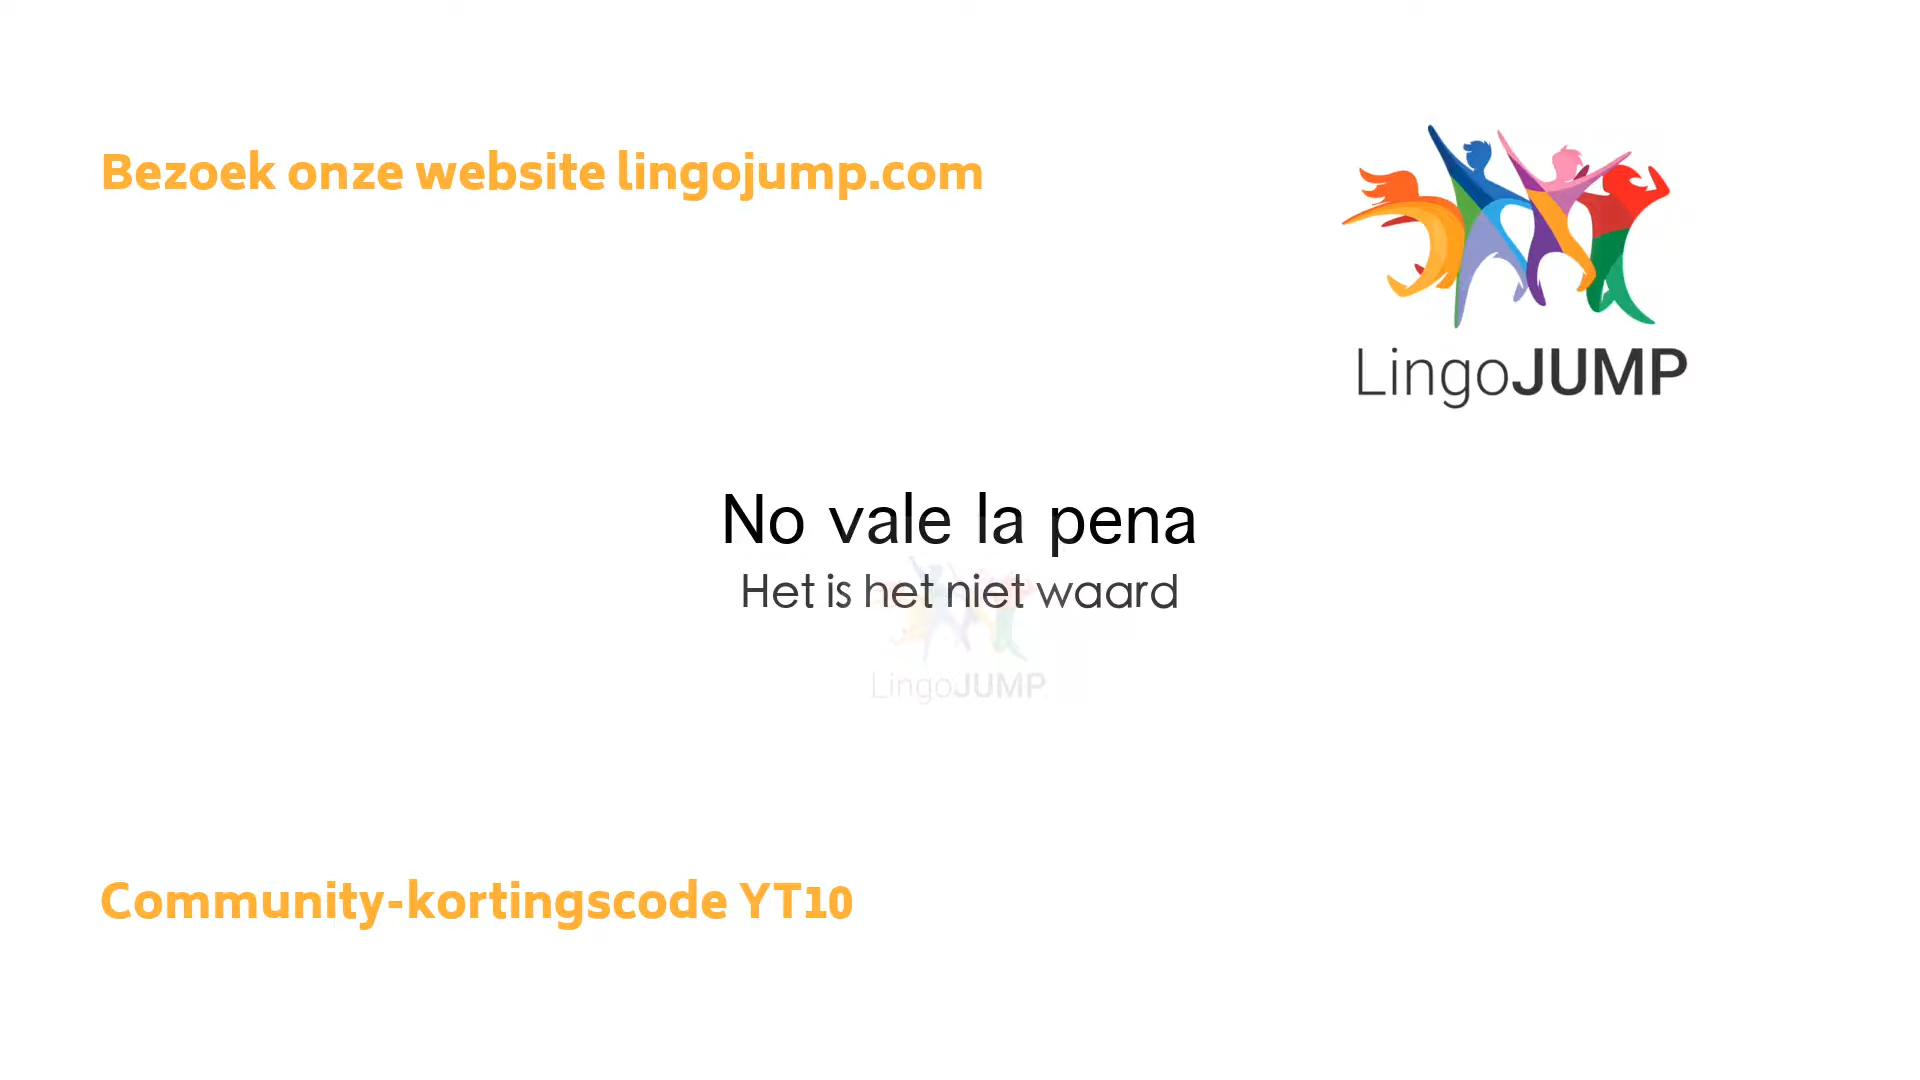 Bezoek onze website lingojump.com
LingoJUMP
No vale la pena
Het is het niet waard
LingoJUMP
Community-kortingscode YT10